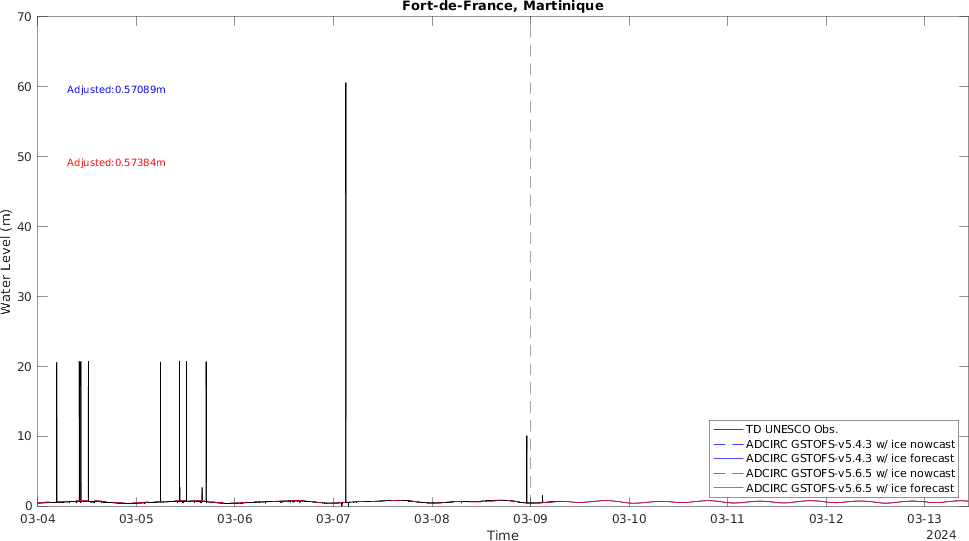 Fort-de-France, Martinique
70
60
50
40
30
20
10
0
Water Level (m)
Adjusted:0.57089m
Adjusted:0.57384m
TD UNESCO Obs.
ADCIRC GSTOFS-v5.4.3 w/ ice nowcast
ADCIRC GSTOFS-v5.4.3 w/ ice forecast
ADCIRC GSTOFS-v5.6.5 w/ ice nowcast
ADCIRC GSTOFS-v5.6.5 w/ ice forecast
03-04 03-05 03-06 03-07 03-08 03-09 03-10 03-11 03-12 03-13
Time
2024